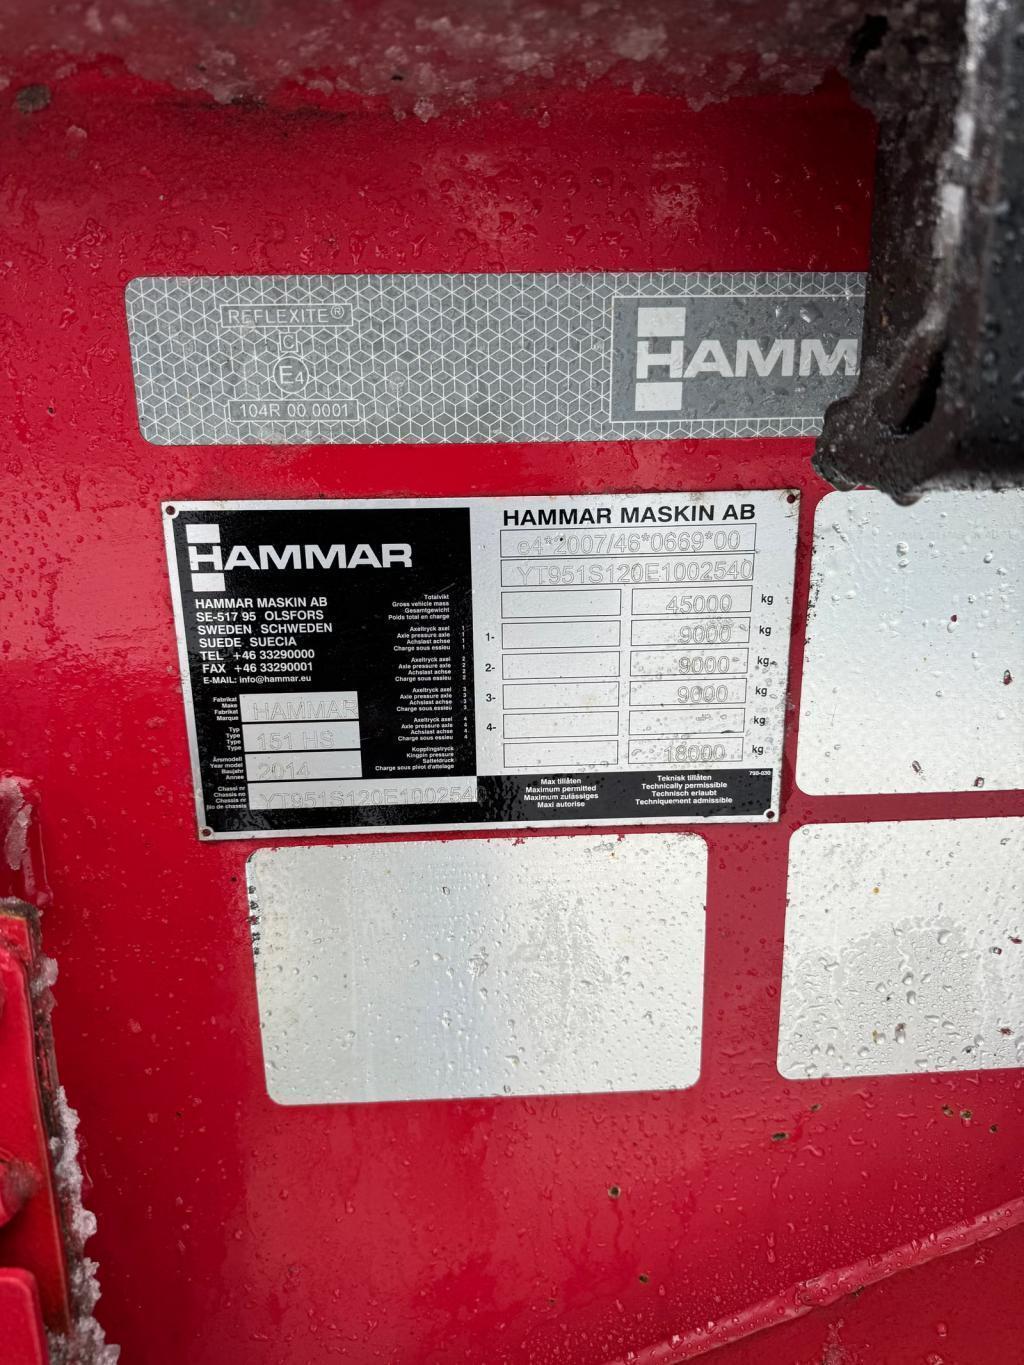 REFLEXITE®
C
E4
104R 00 0001
HAMM
HAMMAR
HAMMAR MASKIN AB
SE-517 95 OLSFORS
SWEDEN SCHWEDEN
SUEDE SUECIA
TEL +46 33290000
FAX +46 33290001
E-MAIL: info@hammar.eu
HAMMAR MASKIN AB
e4*2007/46*0669*00
YT951S120E1002540
Totalvikt
Gross vehicle mass
Gesamtgewicht
Poids total en charge
45000 kg
Axeltryck axel 1
Axle pressure axle 1
Achslast achse 1
Charge sous essieu 1
1- 9000 kg
Axeltryck axel 2
Axle pressure axle 2
Achslast achse 2
Charge sous essieu 2
2- 9000 kg
Axeltryck axel 3
Axle pressure axle 3
Achslast achse 3
Charge sous essieu 3
3- 9000 kg
Axeltryck axel 4
Axle pressure axle 4
Achslast achse 4
Charge sous essieu 4
4- kg
Kopplingstryck
Kingpin pressure
Satteldruck
Charge sous pivot d'attelage
18000 kg
Fabrikat
Make
Fabrikat
Marque
HAMMAR
Typ
Type
Type
Type
151 HS
Årsmodell
Year model
Baujahr
Annee
2014
Chassi nr
Chassis no
Chassis nr
No de chassis
YT951S120E1002540
Max tillåten
Maximum permitted
Maximum zulässiges
Maxi autorise
Teknisk tillåten
Technically permissible
Technisch erlaubt
Techniquement admissible
790-030